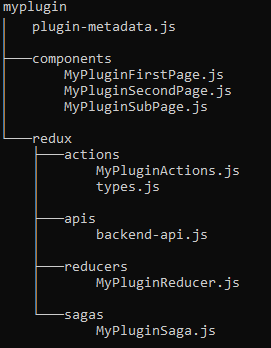 myplugin
plugin-metadata.js
components
MyPluginFirstPage.js
MyPluginSecondPage.js
MyPluginSubPage.js
redux
actions
MyPluginActions.js
types.js
apis
backend-api.js
reducers
MyPluginReducer.js
sagas
MyPluginSaga.js